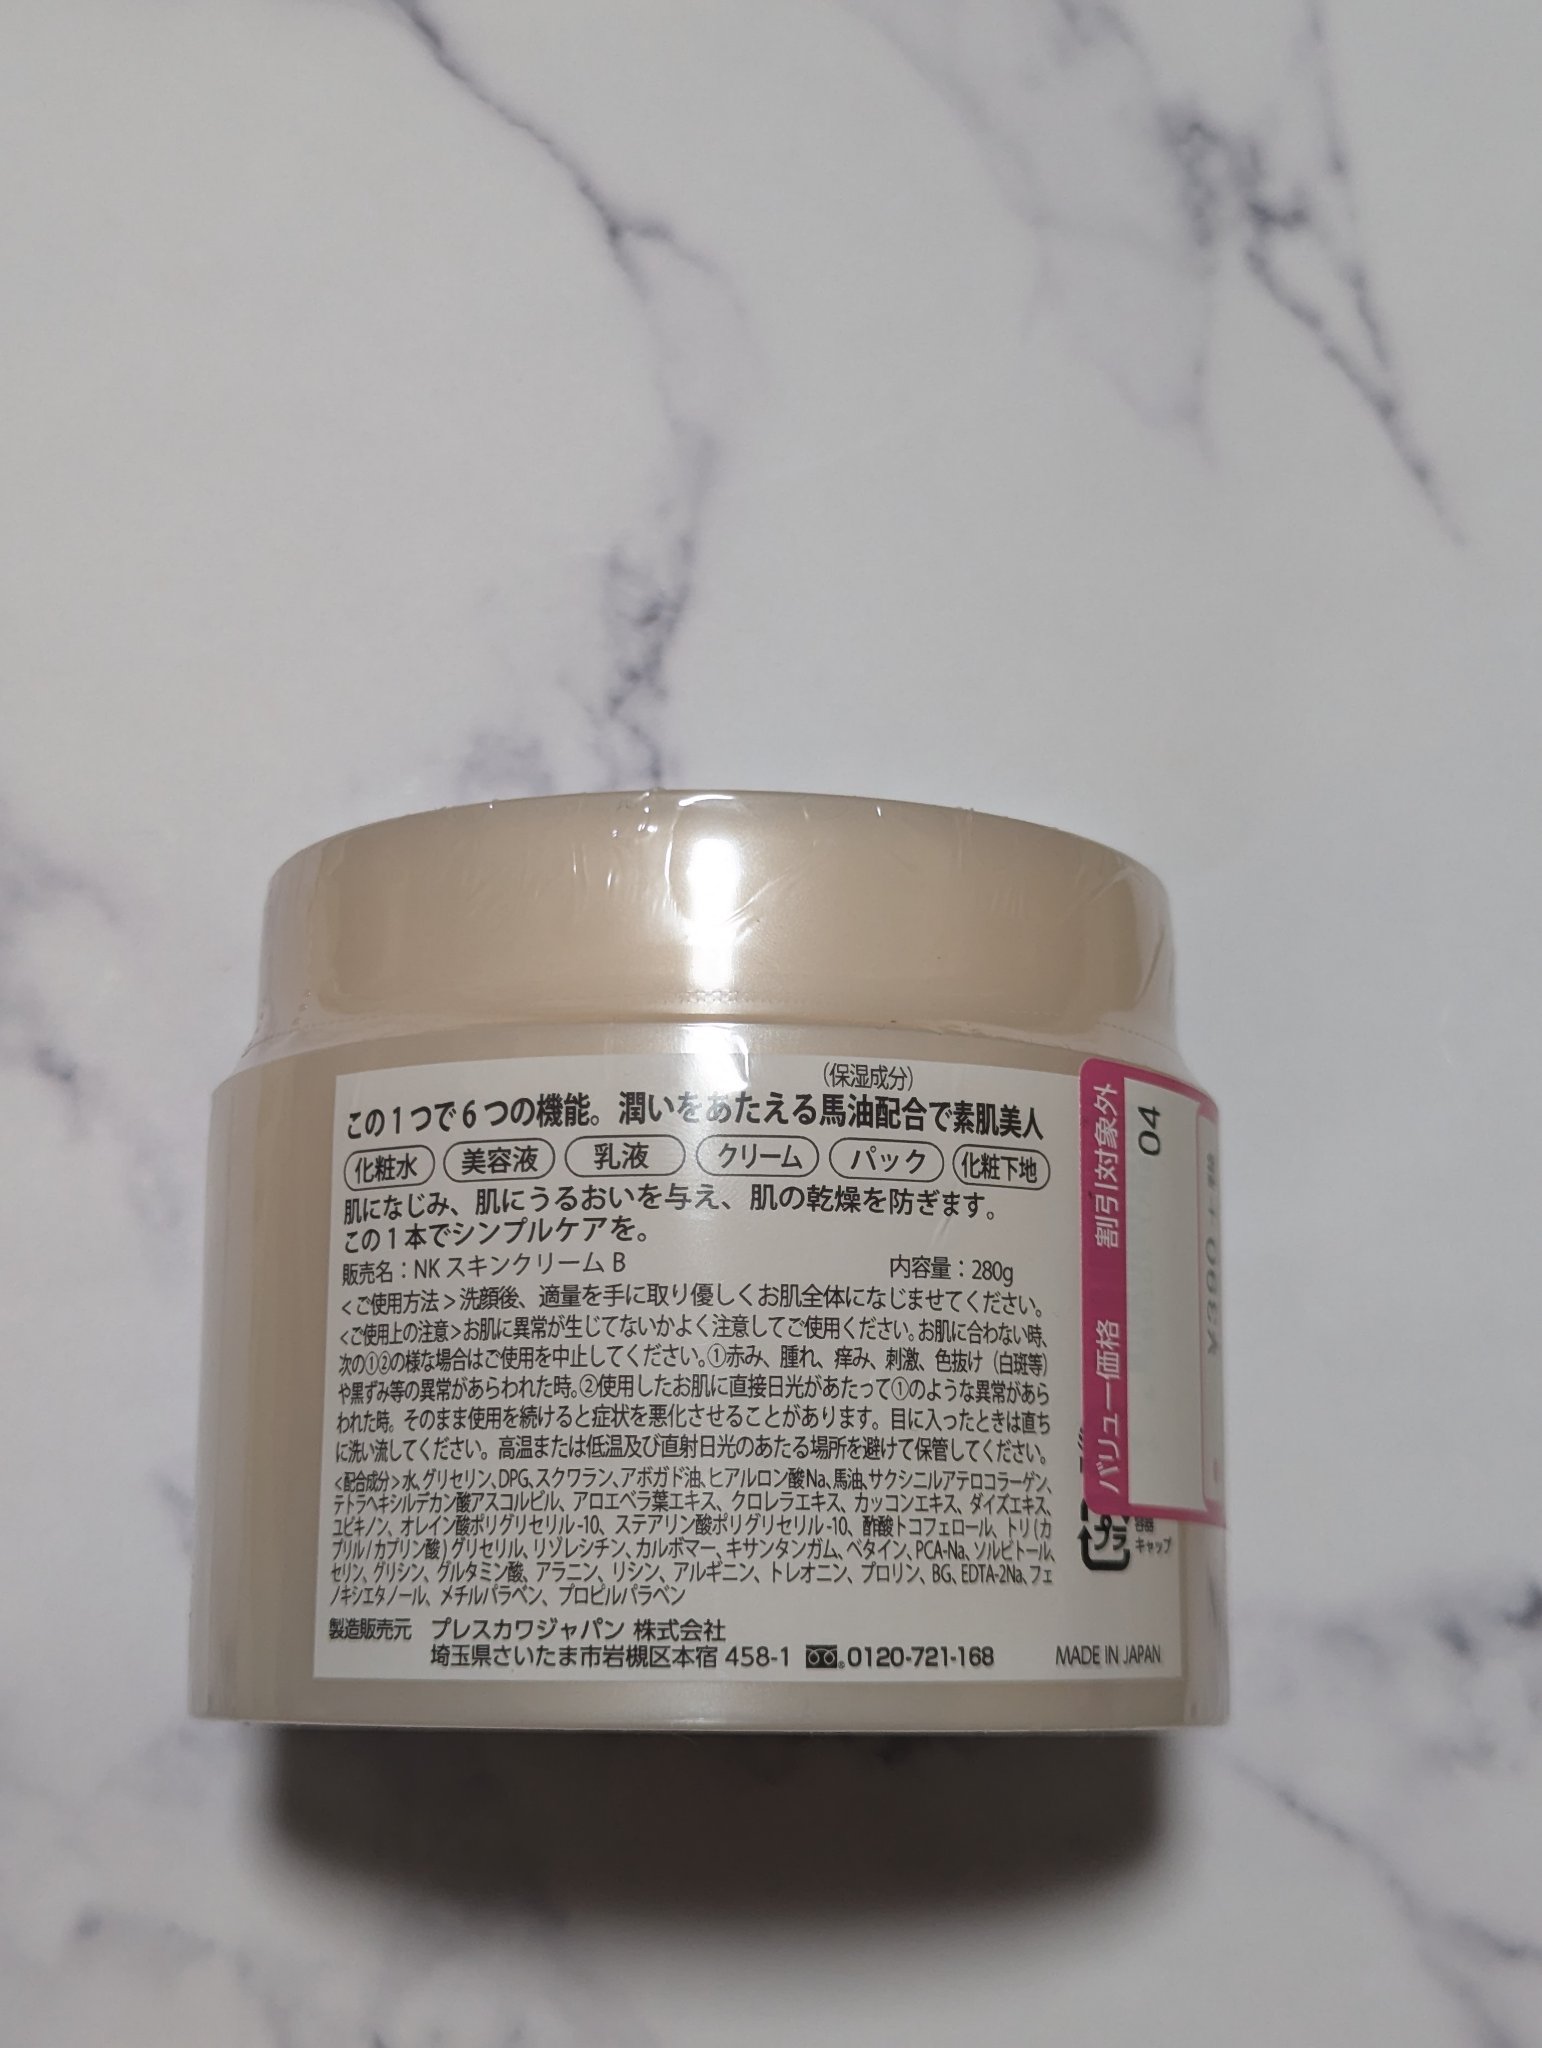 (保湿成分)
この1つで6つの機能。潤いをあたえる馬油配合で素肌美人
化粧水 美容液 乳液 クリーム パック 化粧下地
肌になじみ、肌にうるおいを与え、肌の乾燥を防ぎます。
この1本でシンプルケアを。
販売名:NKスキンクリームB 内容量:280g
<ご使用方法>洗顔後、適量を手に取り優しくお肌全体になじませてください。
<ご使用上の注意>お肌に異常が生じてないかよく注意してご使用ください。お肌に合わない時、
次の①②の様な場合はご使用を中止してください。①赤み、腫れ、痒み、刺激、色抜け(白斑等)
や黒ずみ等の異常があらわれた時。②使用したお肌に直接日光があたって①のような異常があら
われた時。そのまま使用を続けると症状を悪化させることがあります。目に入ったときは直ち
に洗い流してください。高温または低温及び直射日光のあたる場所を避けて保管してください。
<配合成分>水、グリセリン、DPG、スクワラン、アボガド油、ヒアルロン酸Na、馬油、サクシニルアテロコラーゲン、
テトラヘキシルデカン酸アスコルビル、アロエベラ葉エキス、クロレラエキス、カッコンエキス、ダイズエキス、
ユビキノン、オレイン酸ポリグリセリル-10、ステアリン酸ポリグリセリル-10、酢酸トコフェロール、トリ(カ
プリル/カプリン酸)グリセリル、リゾレシチン、カルボマー、キサンタンガム、ベタイン、PCA-Na、ソルビトール、
セリン、グリシン、グルタミン酸、アラニン、リシン、アルギニン、トレオニン、プロリン、BG、EDTA-2Na、フェ
ノキシエタノール、メチルパラベン、プロピルパラベン
製造販売元 プレスカワジャパン 株式会社
埼玉県さいたま市岩槻区本宿 458-1 0120-721-168
MADE IN JAPAN
バリュー価格 割引対象外
04
プラ
容器
キャップ